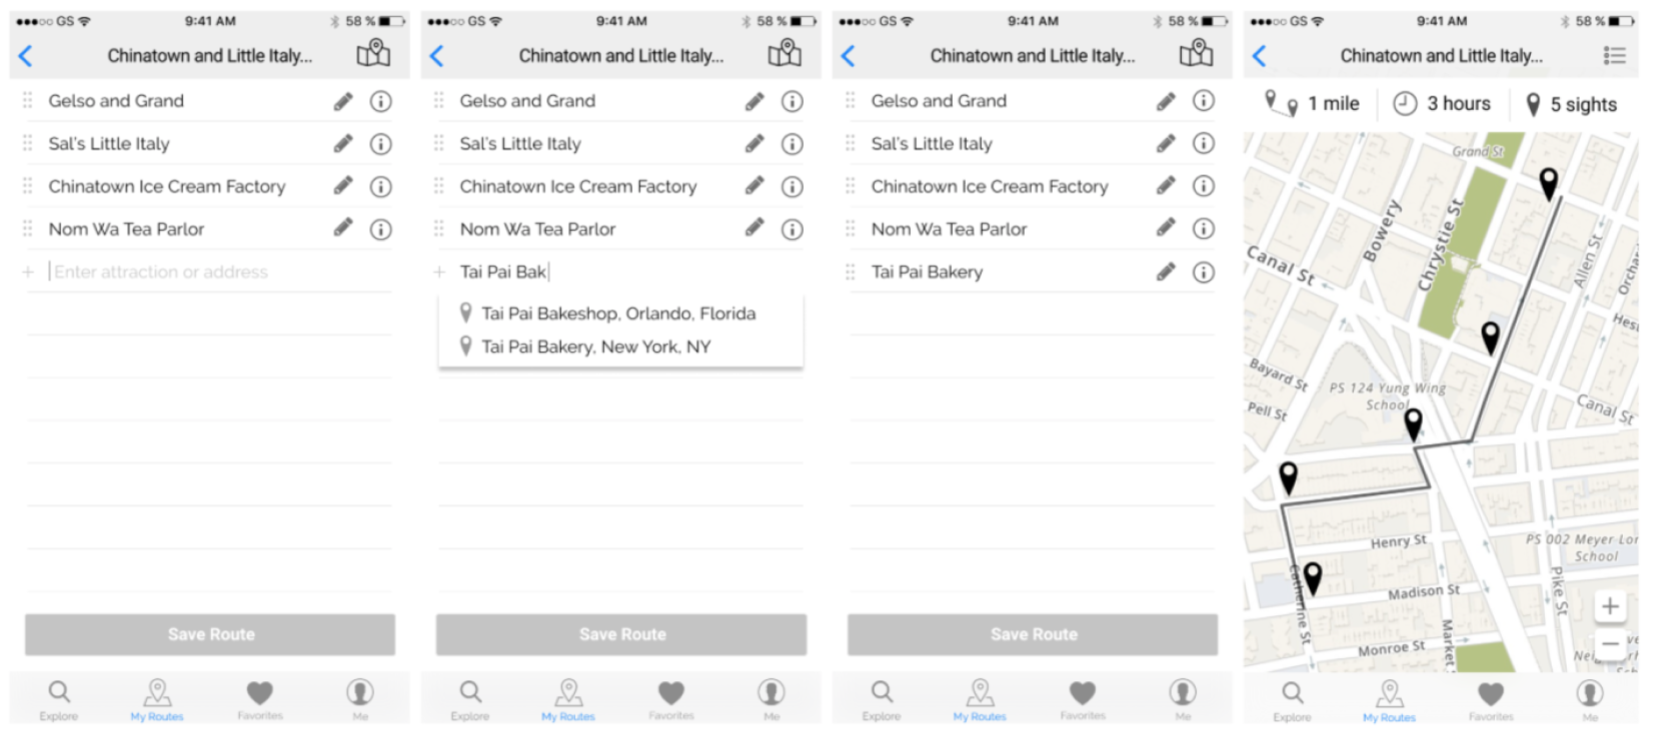 GS
9:41 AM
58 %
Chinatown and Little Italy...
Gelso and Grand
Sal's Little Italy
Chinatown Ice Cream Factory
Nom Wa Tea Parlor
Enter attraction or address
Save Route
Explore
My Routes
Favorites
Me
GS
9:41 AM
58 %
Chinatown and Little Italy...
Gelso and Grand
Sal's Little Italy
Chinatown Ice Cream Factory
Nom Wa Tea Parlor
Tai Pai Bak
Tai Pai Bakeshop, Orlando, Florida
Tai Pai Bakery, New York, NY
Save Route
Explore
My Routes
Favorites
Me
GS
9:41 AM
58 %
Chinatown and Little Italy...
Gelso and Grand
Sal's Little Italy
Chinatown Ice Cream Factory
Nom Wa Tea Parlor
Tai Pai Bakery
Save Route
Explore
My Routes
Favorites
Me
GS
9:41 AM
58 %
Chinatown and Little Italy...
1 mile
3 hours
5 sights
Grand St
Bowery
Chrystie St
Allen St
Orchar
Canal St
Hest
Bayard St
PS 124 Yung Wing
School
Pell St
Canal St
Henry St
PS 002 Meyer Lon
School
Catherine St
Madison St
Pike St
Market
Monroe St
Explore
My Routes
Favorites
Me